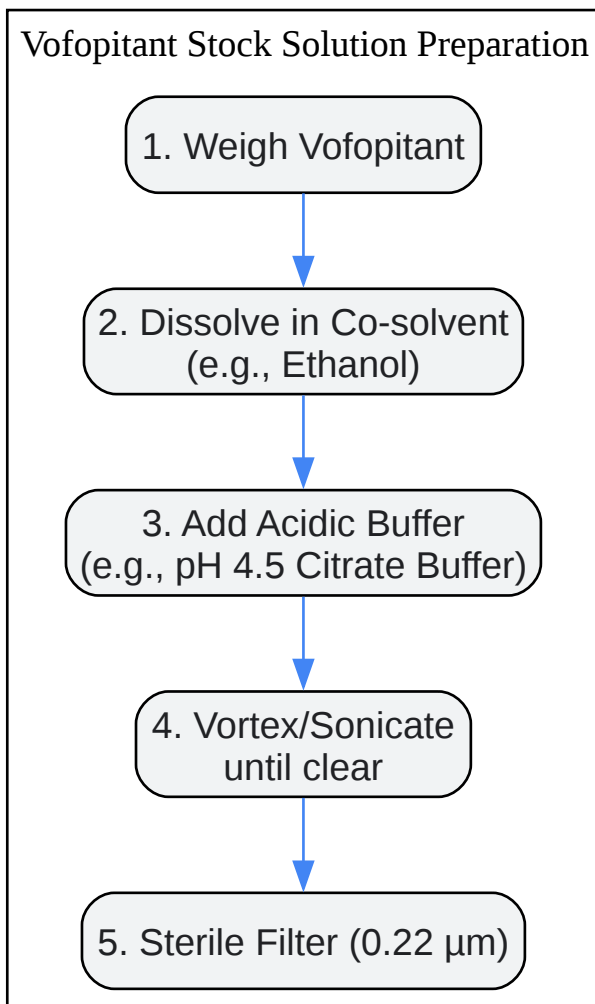 Vofopitant Stock Solution Preparation
1. Weigh Vofopitant
2. Dissolve in Co-solvent
(e.g., Ethanol)
3. Add Acidic Buffer
(e.g., pH 4.5 Citrate Buffer)
4. Vortex/Sonicate
until clear
5. Sterile Filter (0.22 µm)